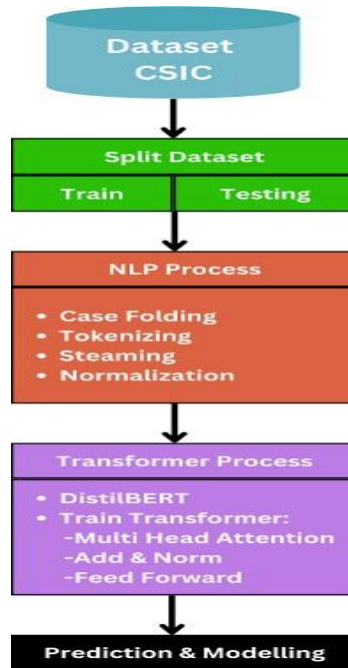 Dataset
CSIC
Split Dataset
Train Testing
NLP Process
• Case Folding
• Tokenizing
• Steaming
• Normalization
Transformer Process
• DistilBERT
• Train Transformer:
-Multi Head Attention
-Add & Norm
-Feed Forward
Prediction & Modelling